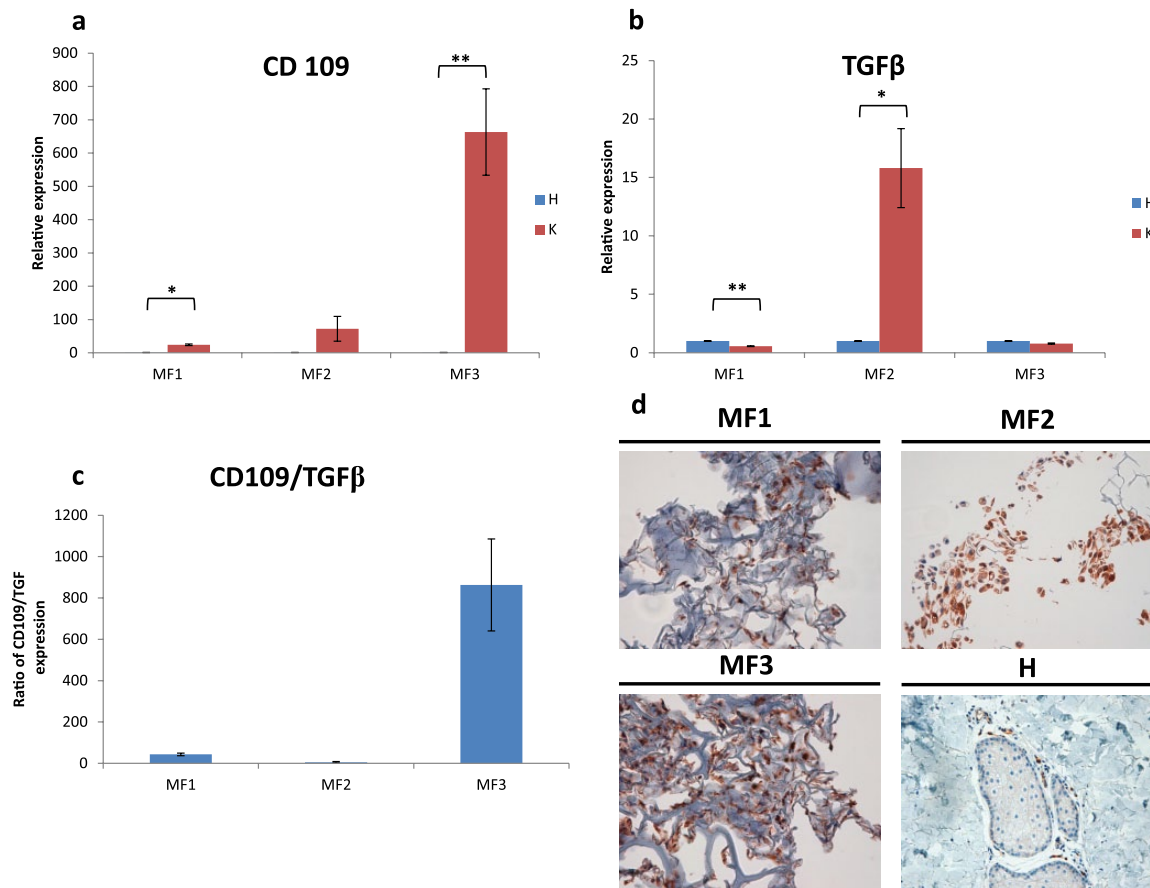 a
CD 109
900
800
700
600
500
400
300
200
100
0
Relative expression
*
**
MF1
MF2
MF3
H
K
b
TGFβ
25
20
15
10
5
0
Relative expression
**
*
MF1
MF2
MF3
H
K
c
CD109/TGFβ
1200
1000
800
600
400
200
0
Ratio of CD109/TGF
expression
MF1
MF2
MF3
d
MF1
MF2
MF3
H